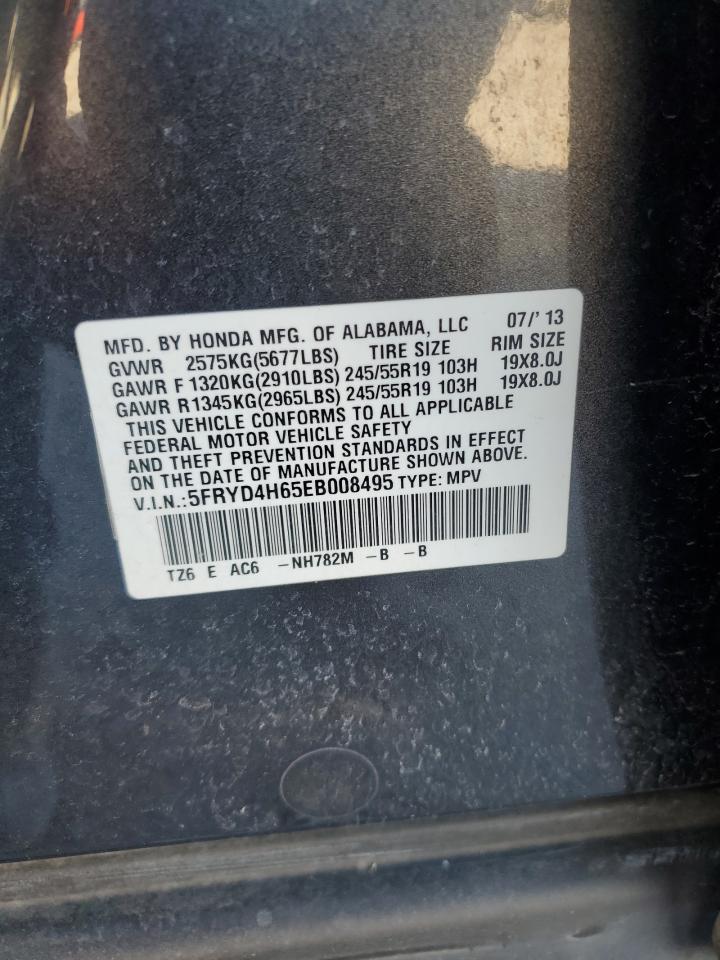 MFD. BY HONDA MFG. OF ALABAMA, LLC 07/' 13
GVWR 2575KG(5677LBS) TIRE SIZE RIM SIZE
GAWR F 1320KG(2910LBS) 245/55R19 103H 19X8.0J
GAWR R1345KG(2965LBS) 245/55R19 103H 19X8.0J
THIS VEHICLE CONFORMS TO ALL APPLICABLE
FEDERAL MOTOR VEHICLE SAFETY
AND THEFT PREVENTION STANDARDS IN EFFECT
ON THE DATE OF MANUFACTURE SHOWN ABOVE.
V.I.N.:5FRYD4H65EB008495 TYPE: MPV
TZ6 E AC6 -NH782M -B -B